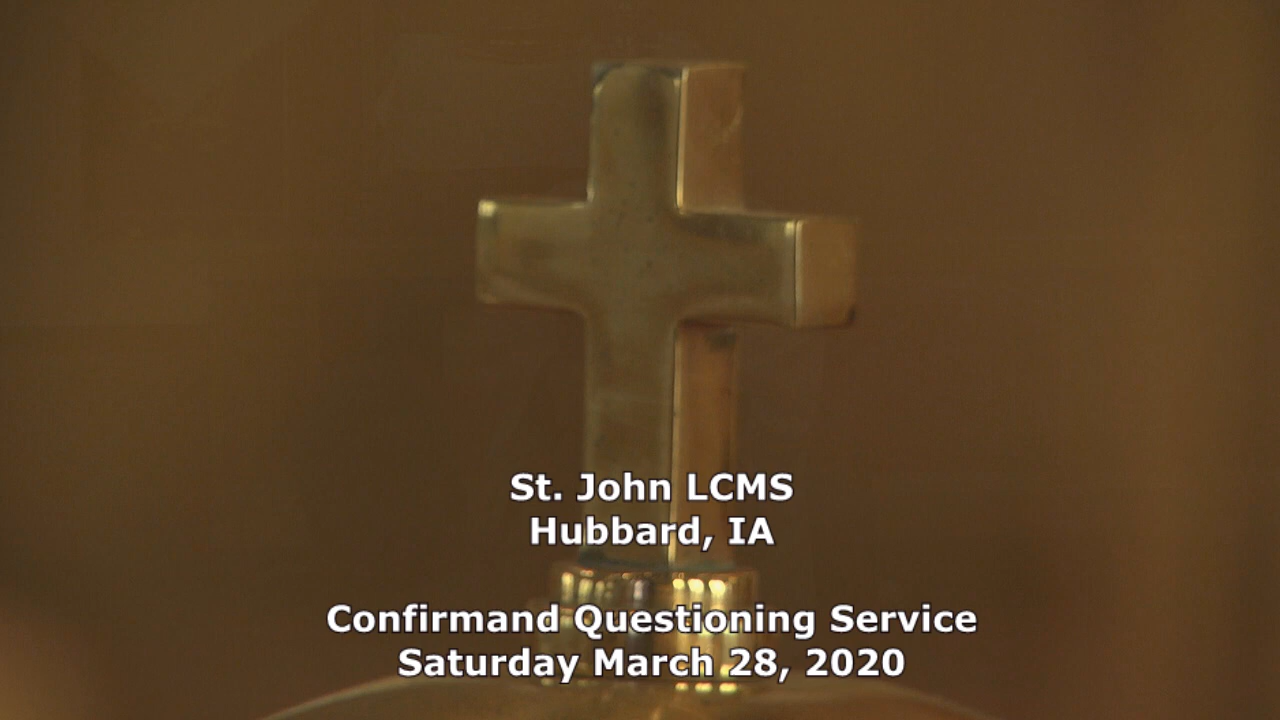 St. John LCMS
Hubbard, IA
Confirmand Questioning Service
Saturday March 28, 2020